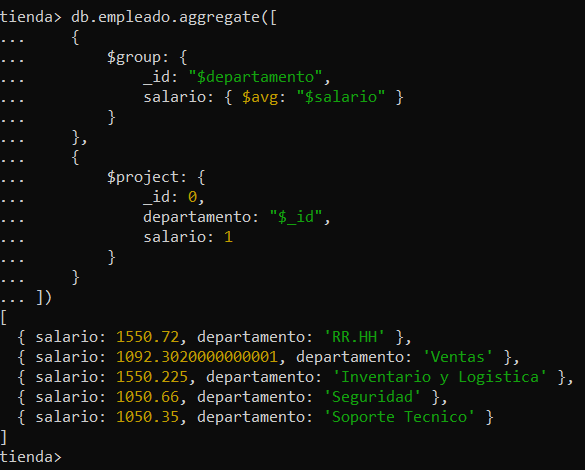 tienda> db.empleado.aggregate([
...     {
...         $group: {
...             _id: "$departamento",
...             salario: { $avg: "$salario" }
...         }
...     },
...     {
...         $project: {
...             _id: 0,
...             departamento: "$_id",
...             salario: 1
...         }
...     }
... ])
[
  { salario: 1550.72, departamento: 'RR.HH' },
  { salario: 1092.3020000000001, departamento: 'Ventas' },
  { salario: 1550.225, departamento: 'Inventario y Logistica' },
  { salario: 1050.66, departamento: 'Seguridad' },
  { salario: 1050.35, departamento: 'Soporte Tecnico' }
]
tienda>